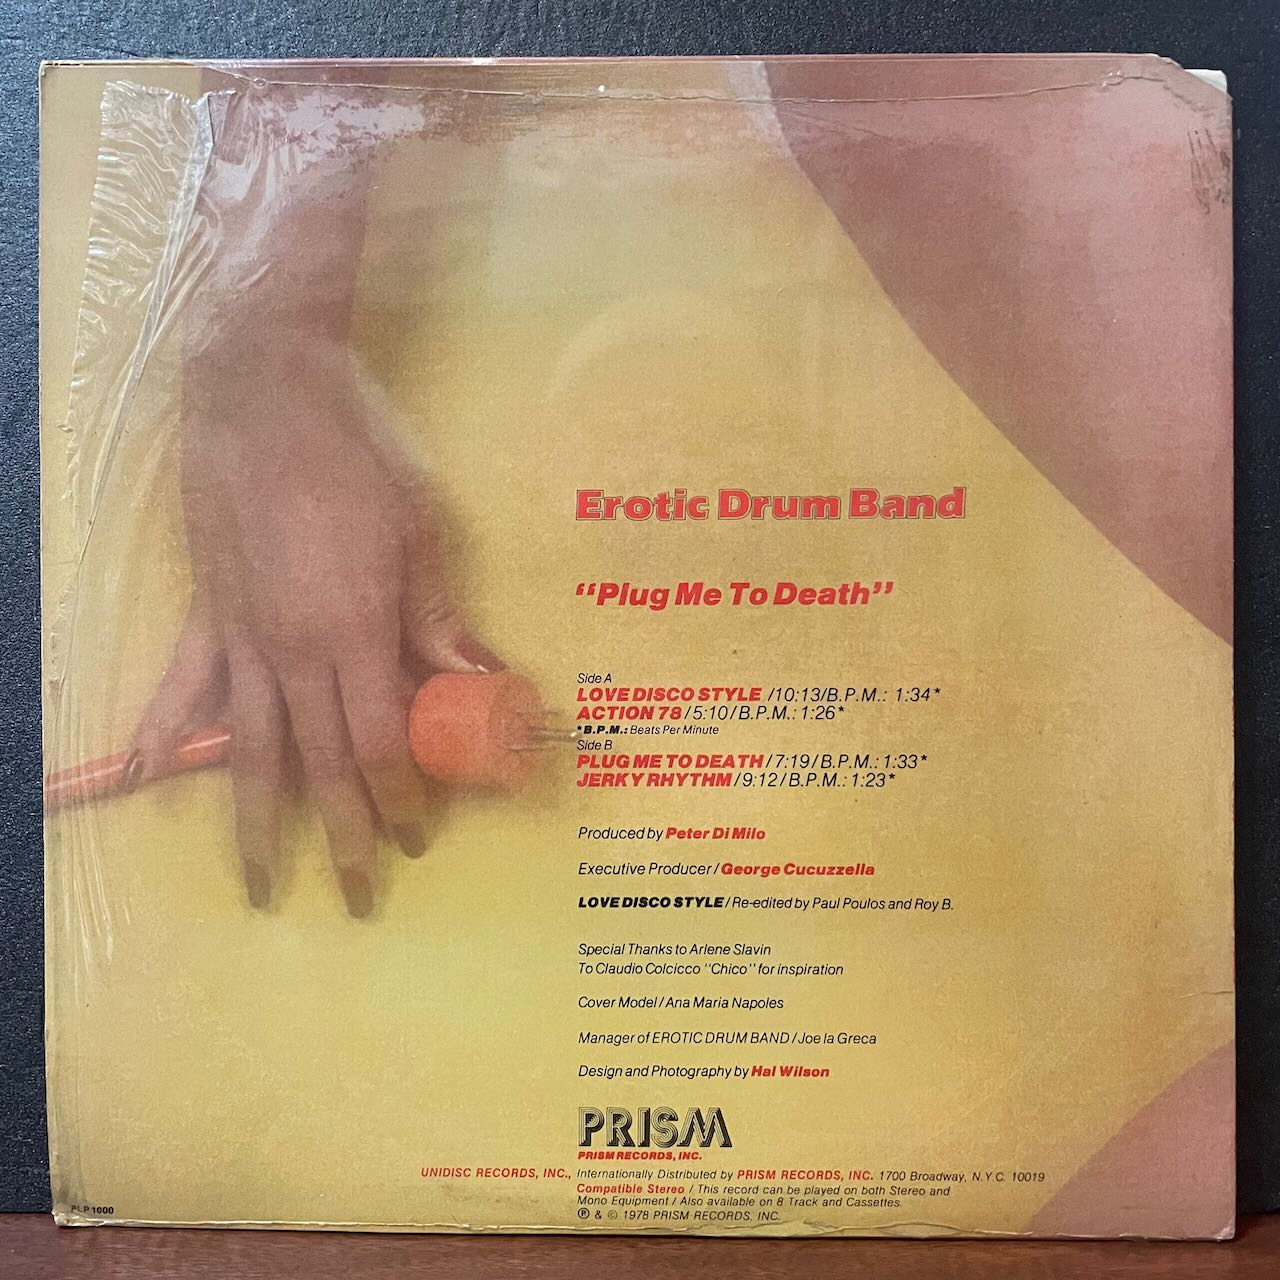 Erotic Drum Band
“Plug Me To Death”
Side A
LOVE DISCO STYLE /10:13/B.P.M.: 1:34*
ACTION 78/5:10/B.P.M.: 1:26*
*B.P.M.: Beats Per Minute
Side B
PLUG ME TO DEATH/7:19/B.P.M.: 1:33*
JERKY RHYTHM/9:12/B.P.M.: 1:23*
Produced by Peter Di Milo
Executive Producer/George Cucuzzella
LOVE DISCO STYLE/Re-edited by Paul Poulos and Roy B.
Special Thanks to Arlene Slavin
To Claudio Colcicco "Chico" for inspiration
Cover Model/Ana Maria Napoles
Manager of EROTIC DRUM BAND/Joe la Greca
Design and Photography by Hal Wilson
PRISM
PRISM RECORDS, INC.
UNIDISC RECORDS, INC., Internationally Distributed by PRISM RECORDS, INC. 1700 Broadway, N.Y.C. 10019
Compatible Stereo / This record can be played on both Stereo and
Mono Equipment / Also available on 8 Track and Cassettes.
℗ & © 1978 PRISM RECORDS, INC.
PLP 1000